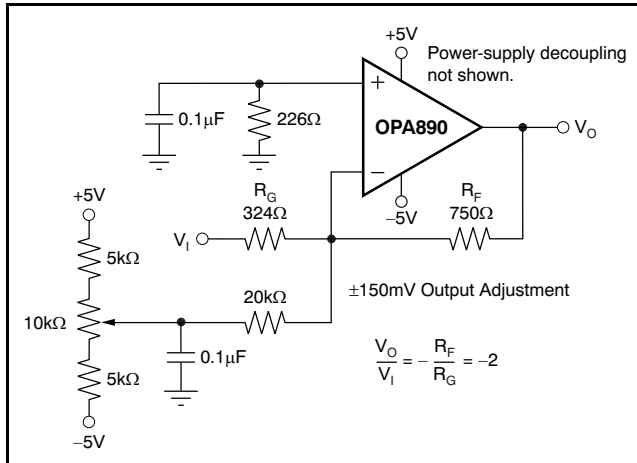 +5V
Power-supply decoupling
not shown.
+
0.1μF
226Ω
OPA890
V_O
−
−5V
R_G
324Ω
R_F
750Ω
+5V
V_I
5kΩ
20kΩ
±150mV Output Adjustment
10kΩ
0.1μF
V_O/V_I = − R_F/R_G = −2
5kΩ
−5V